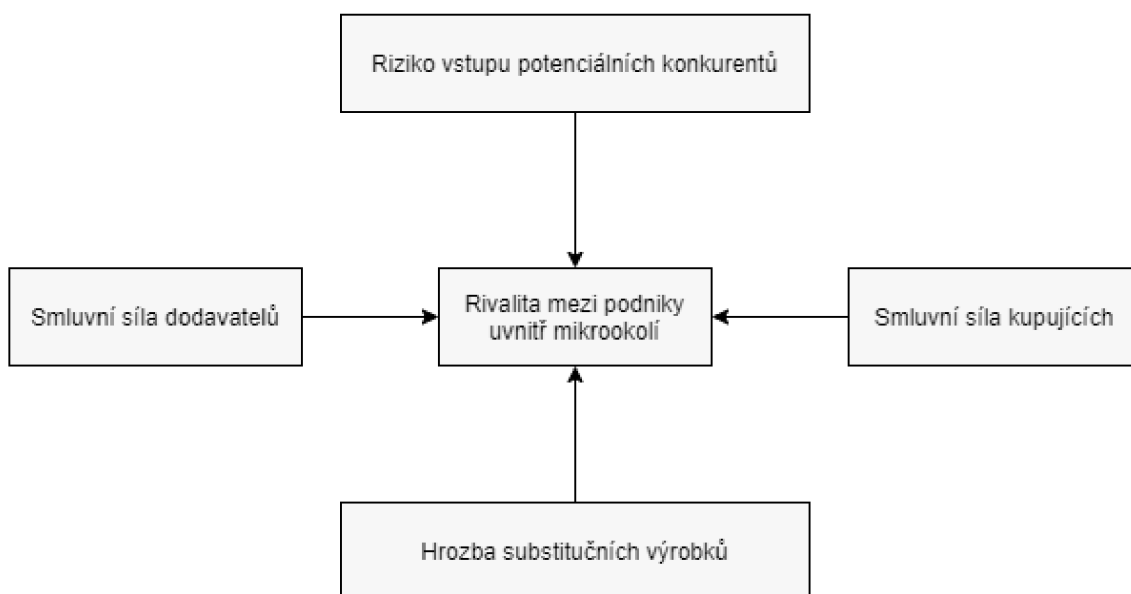 Riziko vstupu potenciálních konkurentů
Smluvní síla dodavatelů
Rivalita mezi podniky
uvnitř mikrookolí
Smluvní síla kupujících
Hrozba substitučních výrobků